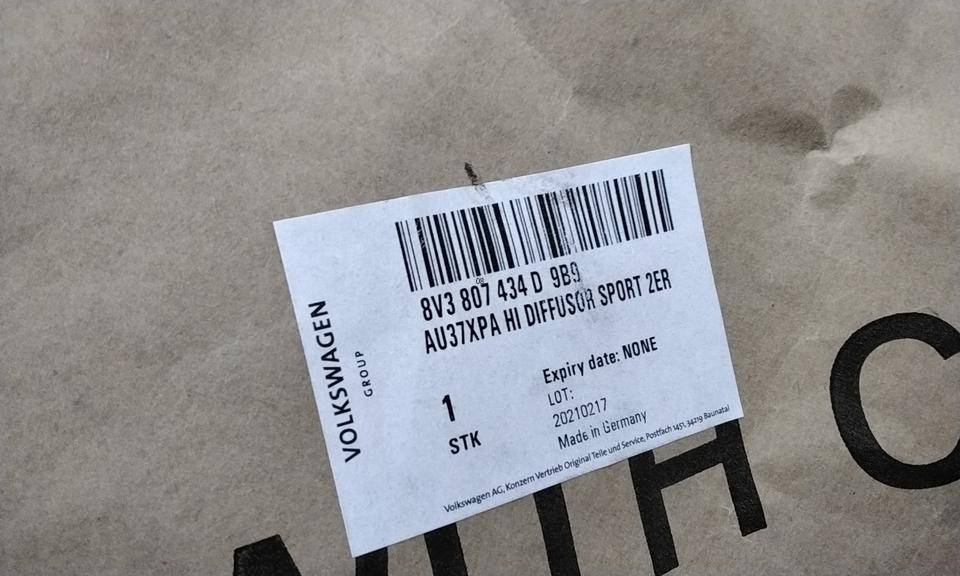 VOLKSWAGEN
GROUP
8V3 807 434 D 9B9
AU37XPA HI DIFFUSOR SPORT 2ER
1
STK
Expiry date: NONE
LOT:
20210217
Made in Germany
Volkswagen AG, Konzern Vertrieb Original Teile und Service, Postfach 1451, 34219 Baunatal